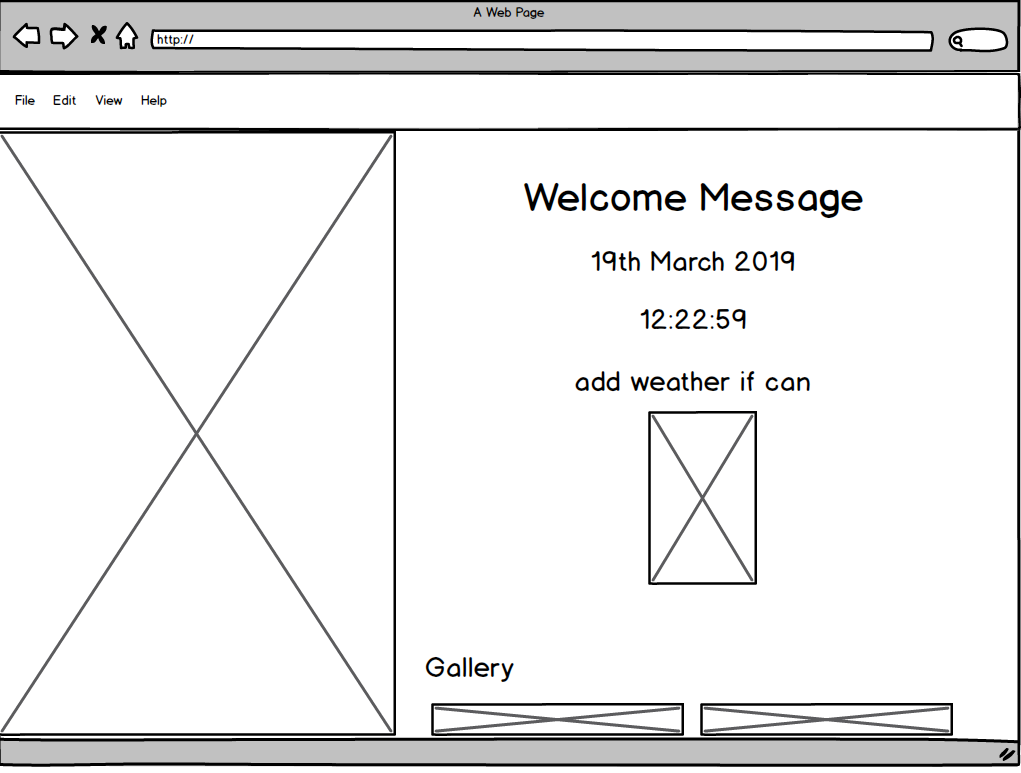 A Web Page
http://
File Edit View Help
Welcome Message
19th March 2019
12:22:59
add weather if can
Gallery